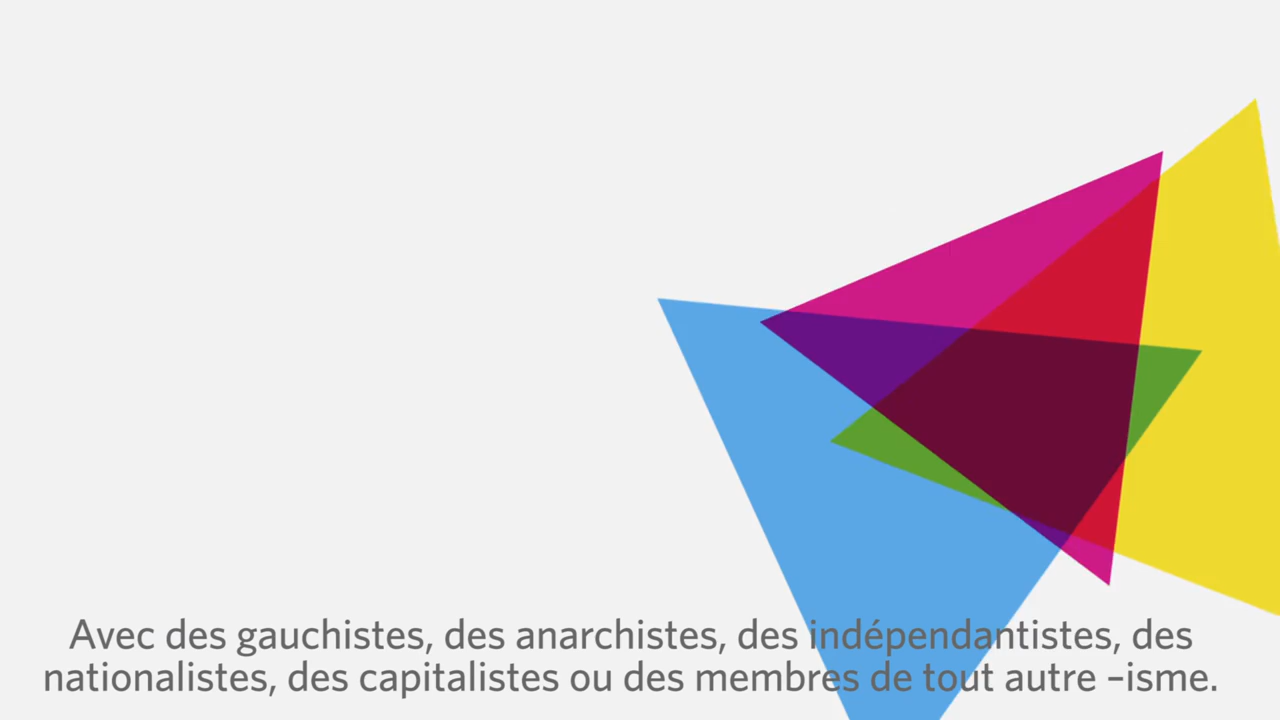 Avec des gauchistes, des anarchistes, des indépendantistes, des
nationalistes, des capitalistes ou des membres de tout autre –isme.